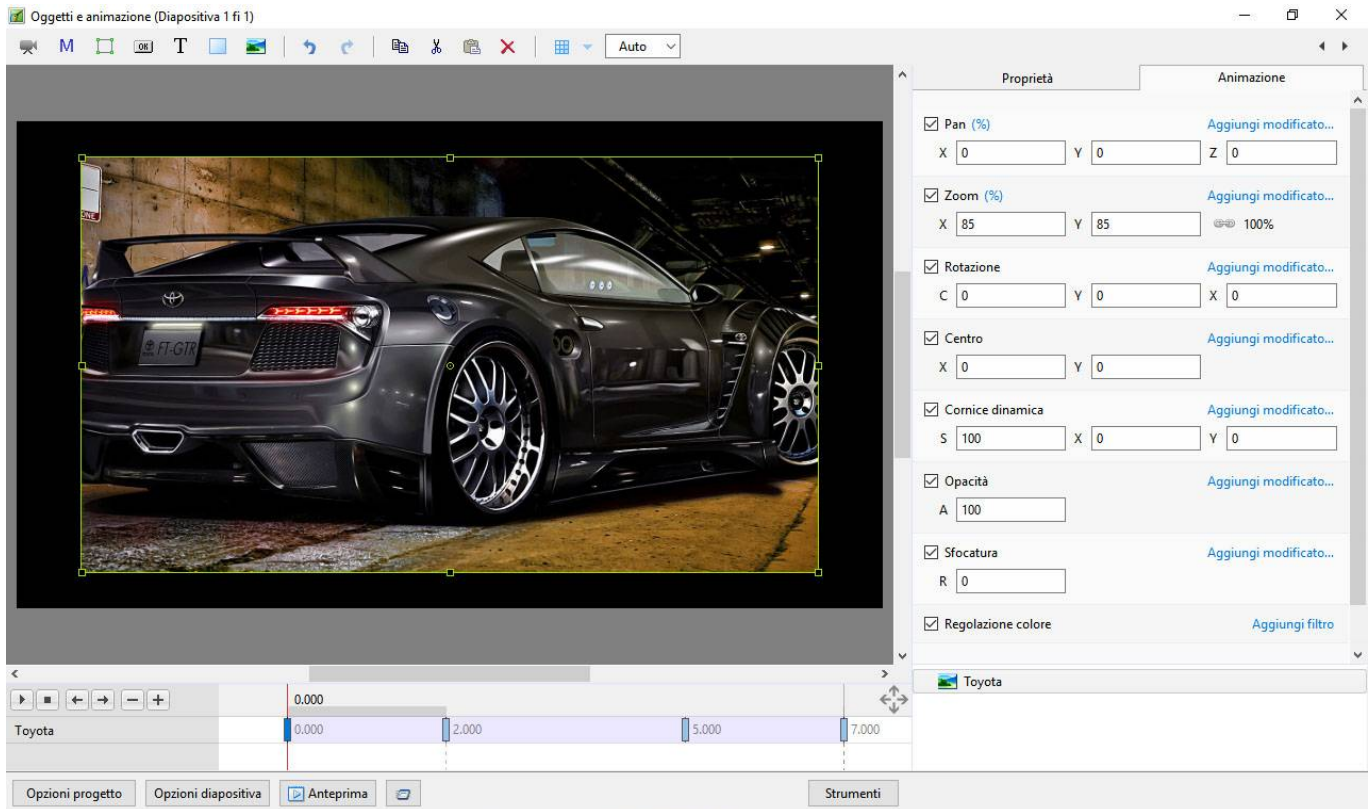 Oggetti e animazione (Diapositiva 1 fi 1)
M OK T Auto
Proprietà Animazione
Pan (%) Aggiungi modificato...
X 0 Y 0 Z 0
Zoom (%) Aggiungi modificato...
X 85 Y 85 100%
Rotazione Aggiungi modificato...
C 0 Y 0 X 0
Centro Aggiungi modificato...
X 0 Y 0
Cornice dinamica Aggiungi modificato...
S 100 X 0 Y 0
Opacità Aggiungi modificato...
A 100
Sfocatura Aggiungi modificato...
R 0
Regolazione colore Aggiungi filtro
ONE
FT-GTR
Toyota
0.000
Toyota 0.000 2.000 5.000 7.000
Opzioni progetto Opzioni diapositiva Anteprima Strumenti